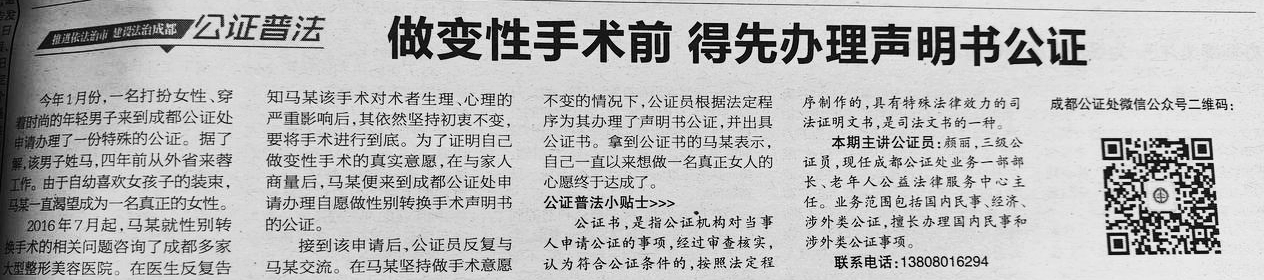 推进依法治市 建设法治成都
公证普法
做变性手术前 得先办理声明书公证
今年1月份，一名打扮女性、穿
着时尚的年轻男子来到成都公证处
申请办理了一份特殊的公证。据了
解，该男子姓马，四年前从外省来蓉
工作。由于自幼喜欢女孩子的装束，
马某一直渴望成为一名真正的女性。
2016年7月起，马某就性别转
换手术的相关问题咨询了成都多家
大型整形美容医院。在医生反复告
知马某该手术对术者生理、心理的
严重影响后，其依然坚持初衷不变，
要将手术进行到底。为了证明自己
做变性手术的真实意愿，在与家人
商量后，马某便来到成都公证处申
请办理自愿做性别转换手术声明书
的公证。
接到该申请后，公证员反复与
马某交流。在马某坚持做手术意愿
不变的情况下，公证员根据法定程
序为其办理了声明书公证，并出具
公证书。拿到公证书的马某表示，
自己一直以来想做一名真正女人的
心愿终于达成了。
公证普法小贴士>>>
公证书，是指公证机构对当事
人申请公证的事项，经过审查核实，
认为符合公证条件的，按照法定程
序制作的，具有特殊法律效力的司
法证明文书，是司法文书的一种。
本期主讲公证员：颜丽，三级公
证员，现任成都公证处业务一部部
长、老年人公益法律服务中心主
任。业务范围包括国内民事、经济、
涉外类公证，擅长办理国内民事和
涉外类公证事项。
联系电话：13808016294
成都公证处微信公众号二维码：